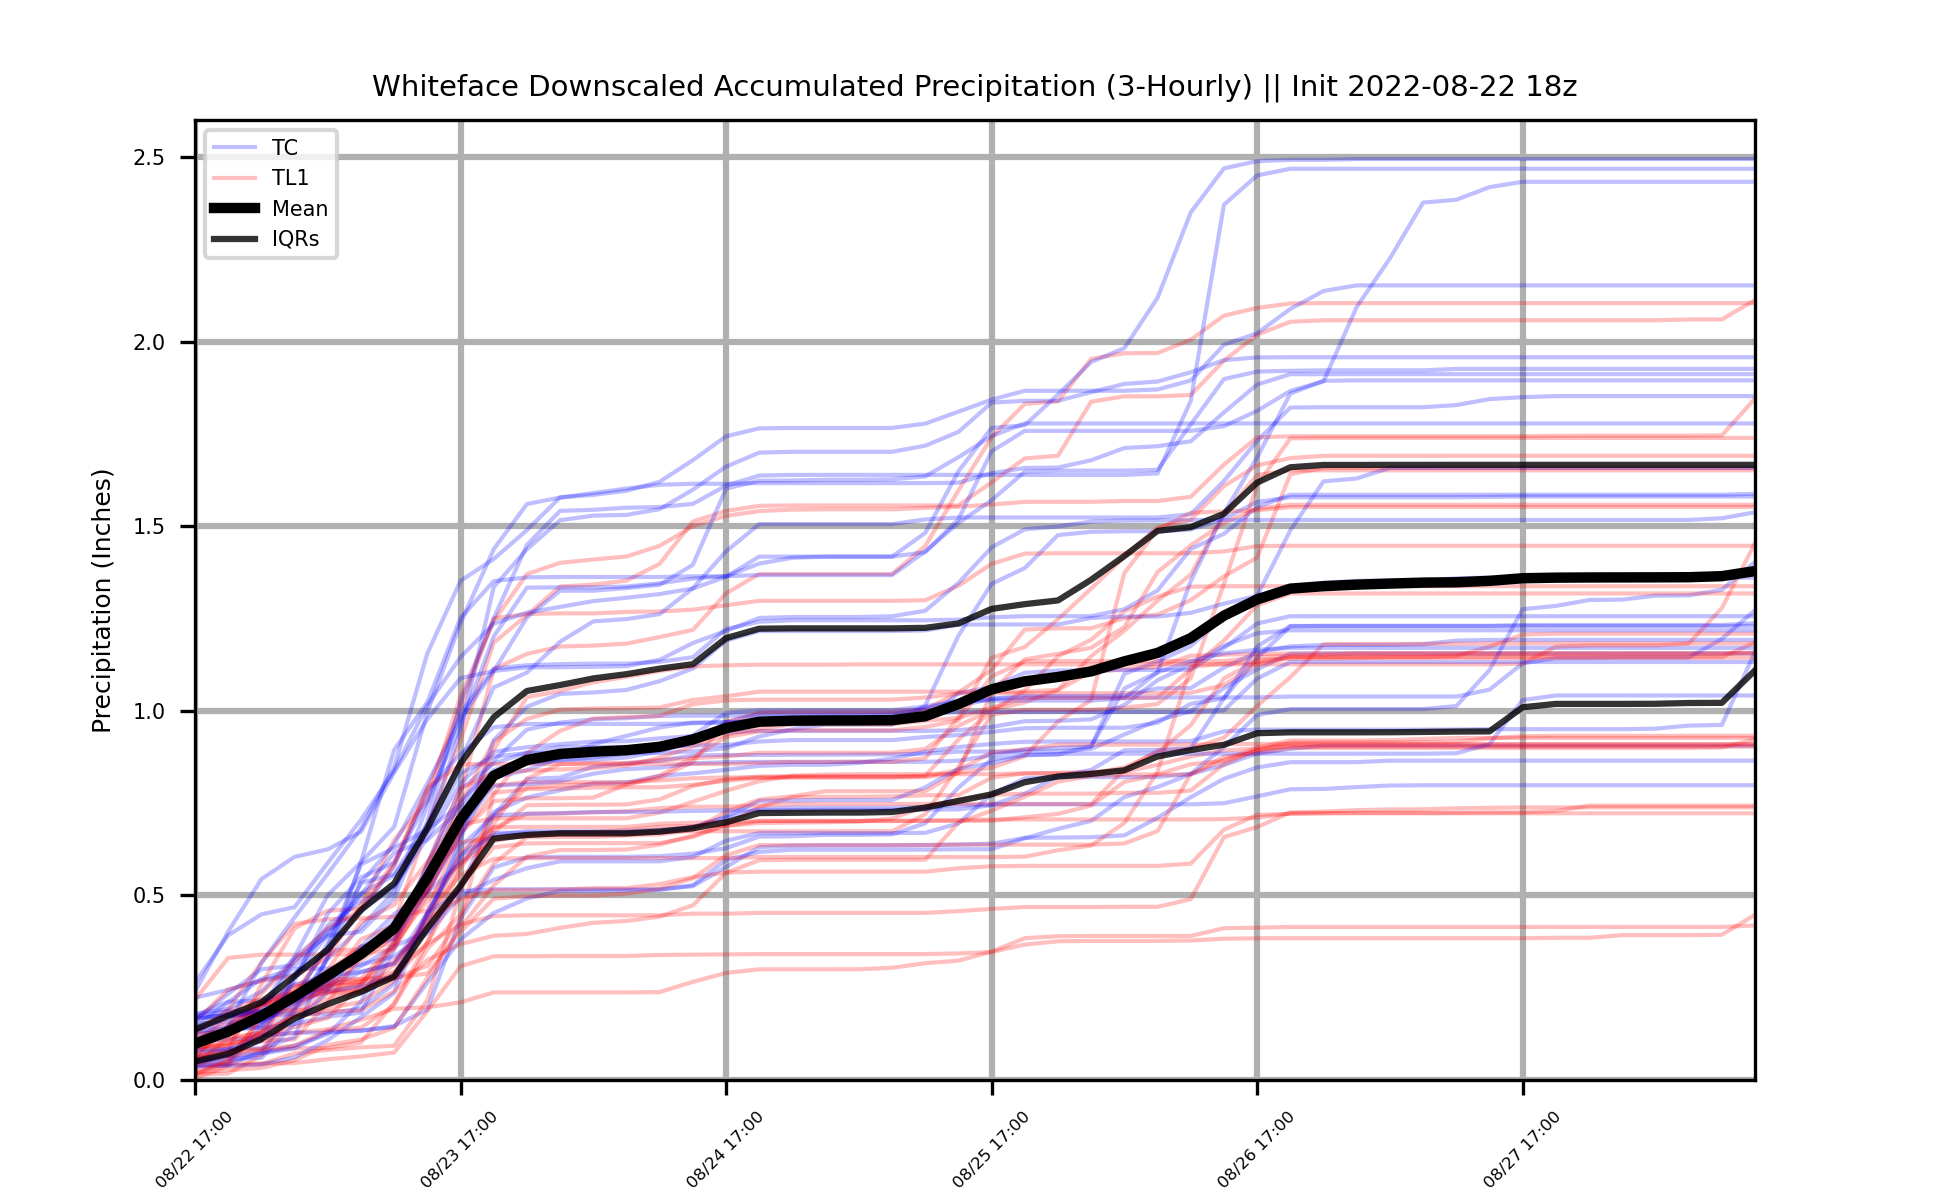 Whiteface Downscaled Accumulated Precipitation (3-Hourly) || Init 2022-08-22 18z
TC
TL1
Mean
IQRs
Precipitation (Inches)
2.5
2.0
1.5
1.0
0.5
0.0
08/22 17:00
08/23 17:00
08/24 17:00
08/25 17:00
08/26 17:00
08/27 17:00